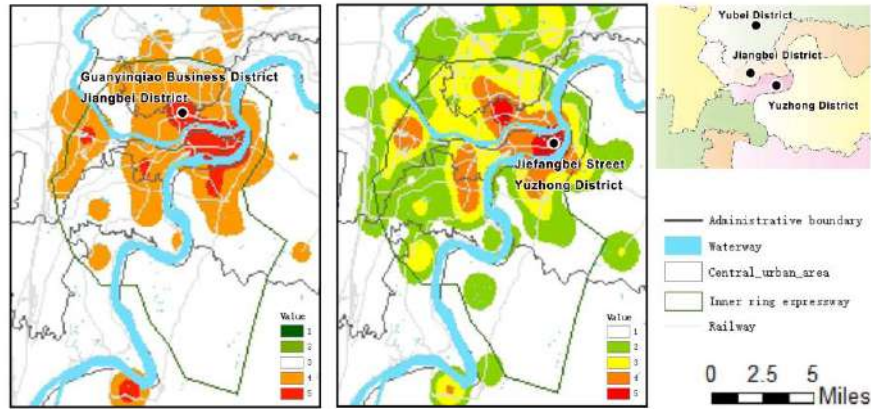 Guanyinqiao Business District
Jiangbei District
Value
1
2
3
4
5
Jiefangbei Street
Yuzhong District
Value
1
2
3
4
5
Yubei District
Jiangbei District
Yuzhong District
Administrative boundary
Waterway
Central_urban_area
Inner ring expressway
Railway
0 2.5 5
Miles